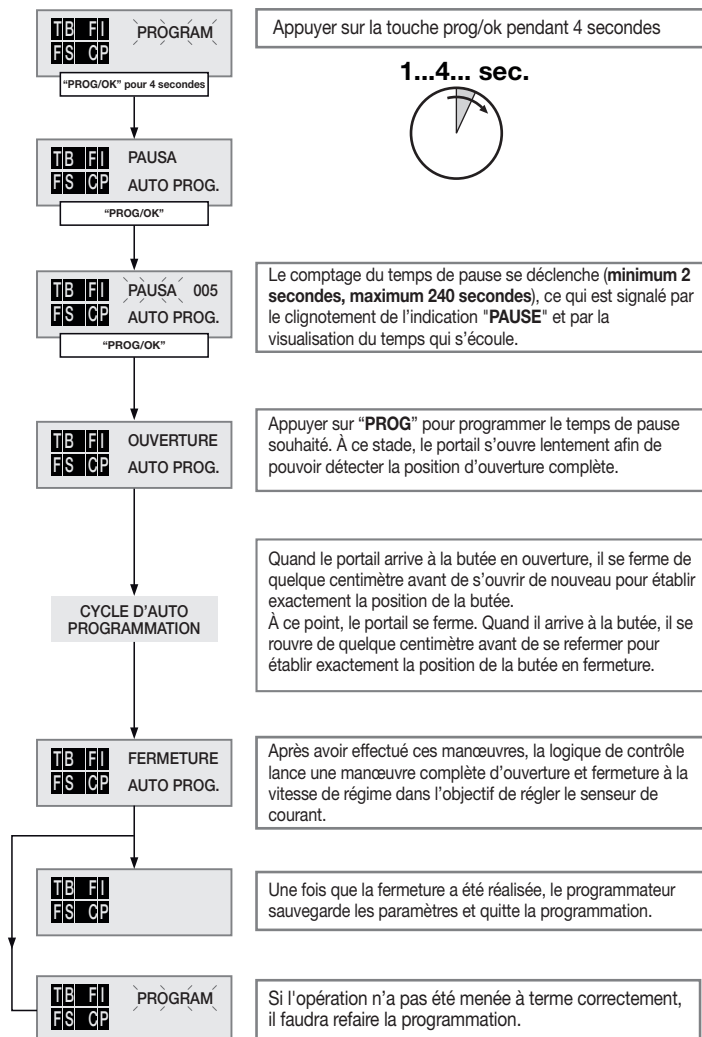 TB FI PROGRAM
FS CP
Appuyer sur la touche prog/ok pendant 4 secondes
“PROG/OK” pour 4 secondes
1...4... sec.
TB FI PAUSA
FS CP AUTO PROG.
“PROG/OK”
TB FI PAUSA 005
FS CP AUTO PROG.
“PROG/OK”
Le comptage du temps de pause se déclenche (minimum 2
secondes, maximum 240 secondes), ce qui est signalé par
le clignotement de l’indication "PAUSE" et par la
visualisation du temps qui s’écoule.
TB FI OUVERTURE
FS CP AUTO PROG.
Appuyer sur “PROG” pour programmer le temps de pause
souhaité. À ce stade, le portail s’ouvre lentement afin de
pouvoir détecter la position d’ouverture complète.
CYCLE D’AUTO
PROGRAMMATION
Quand le portail arrive à la butée en ouverture, il se ferme de
quelque centimètre avant de s’ouvrir de nouveau pour établir
exactement la position de la butée.
À ce point, le portail se ferme. Quand il arrive à la butée, il se
rouvre de quelque centimètre avant de se refermer pour
établir exactement la position de la butée en fermeture.
TB FI FERMETURE
FS CP AUTO PROG.
Après avoir effectué ces manœuvres, la logique de contrôle
lance une manœuvre complète d’ouverture et fermeture à la
vitesse de régime dans l’objectif de régler le senseur de
courant.
TB FI
FS CP
Une fois que la fermeture a été réalisée, le programmateur
sauvegarde les paramètres et quitte la programmation.
TB FI PROGRAM
FS CP
Si l'opération n’a pas été menée à terme correctement,
il faudra refaire la programmation.